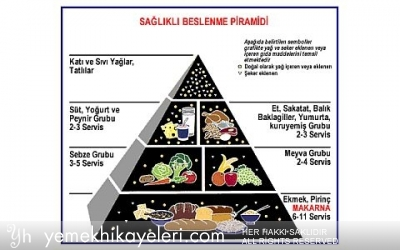 SAĞLIKLI BESLENME PİRAMİDİ
Aşağıda belirtilen semboller
grafikte yağ ve şeker eklenen veya
içeren gıda maddelerini temsil
etmektedir
Doğal olarak yağ içeren veya eklenen
Şeker eklenen
Katı ve Sıvı Yağlar,
Tatlılar
Süt, Yoğurt ve
Peynir Grubu
2-3 Servis
Et, Sakatat, Balık
Baklagiller, Yumurta,
kuruyemiş Grubu
2-3 Servis
Sebze Grubu
3-5 Servis
Meyva Grubu
2-4 Servis
Ekmek, Pirinç
MAKARNA
6-11 Servis
yh yemekhikayeleri.com
HER HAKKI SAKLIDIR
ALL RIGHTS RESERVED